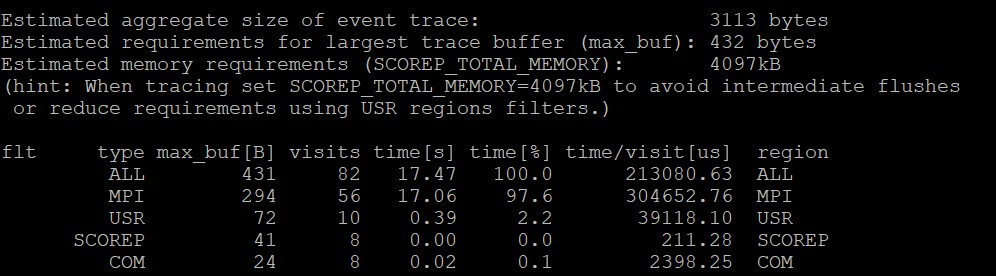 Estimated aggregate size of event trace:                   3113 bytes
Estimated requirements for largest trace buffer (max_buf): 432 bytes
Estimated memory requirements (SCOREP_TOTAL_MEMORY):       4097kB
(hint: When tracing set SCOREP_TOTAL_MEMORY=4097kB to avoid intermediate flushes
 or reduce requirements using USR regions filters.)

flt     type max_buf[B] visits time[s] time[%] time/visit[us]  region
         ALL        431     82   17.47   100.0      213080.63  ALL
         MPI        294     56   17.06    97.6      304652.76  MPI
         USR         72     10    0.39     2.2       39118.10  USR
      SCOREP         41      8    0.00     0.0         211.28  SCOREP
         COM         24      8    0.02     0.1        2398.25  COM